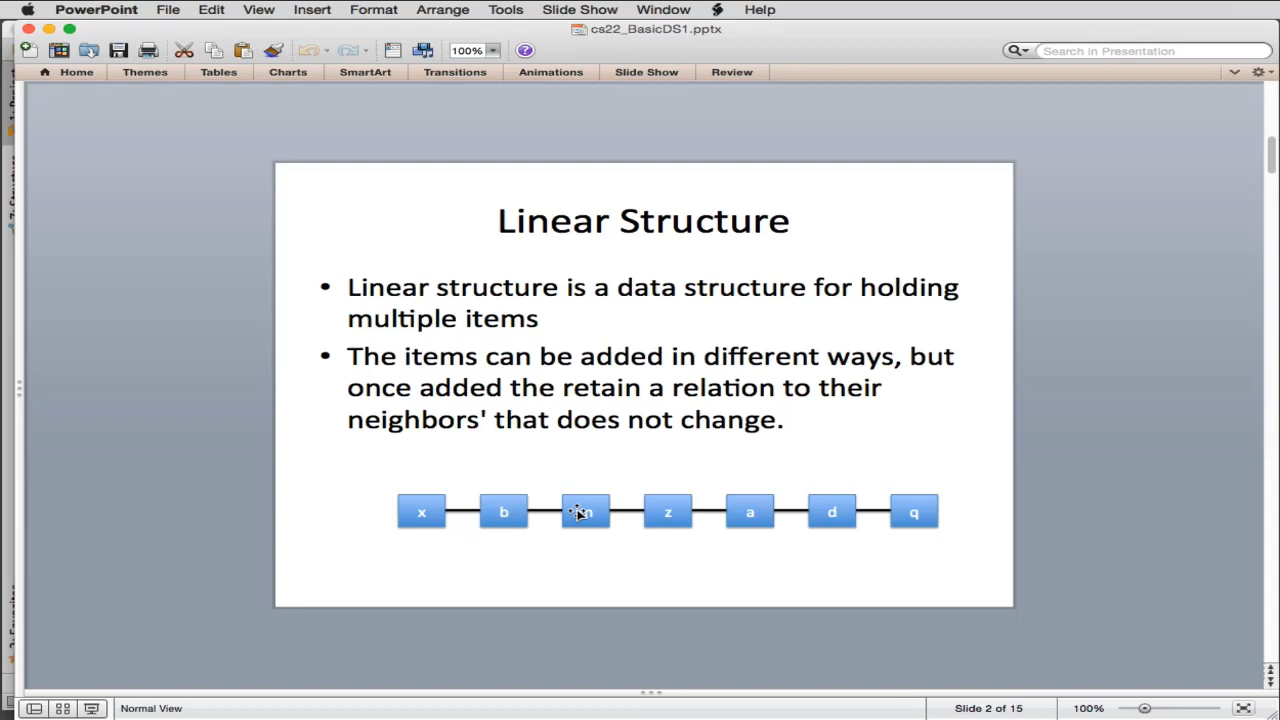 PowerPoint File Edit View Insert Format Arrange Tools Slide Show Window Help
cs22_BasicDS1.pptx
100% Search in Presentation
Home Themes Tables Charts SmartArt Transitions Animations Slide Show Review
Linear Structure
• Linear structure is a data structure for holding
multiple items
• The items can be added in different ways, but
once added the retain a relation to their
neighbors' that does not change.
x b z a d q
Normal View Slide 2 of 15 100%